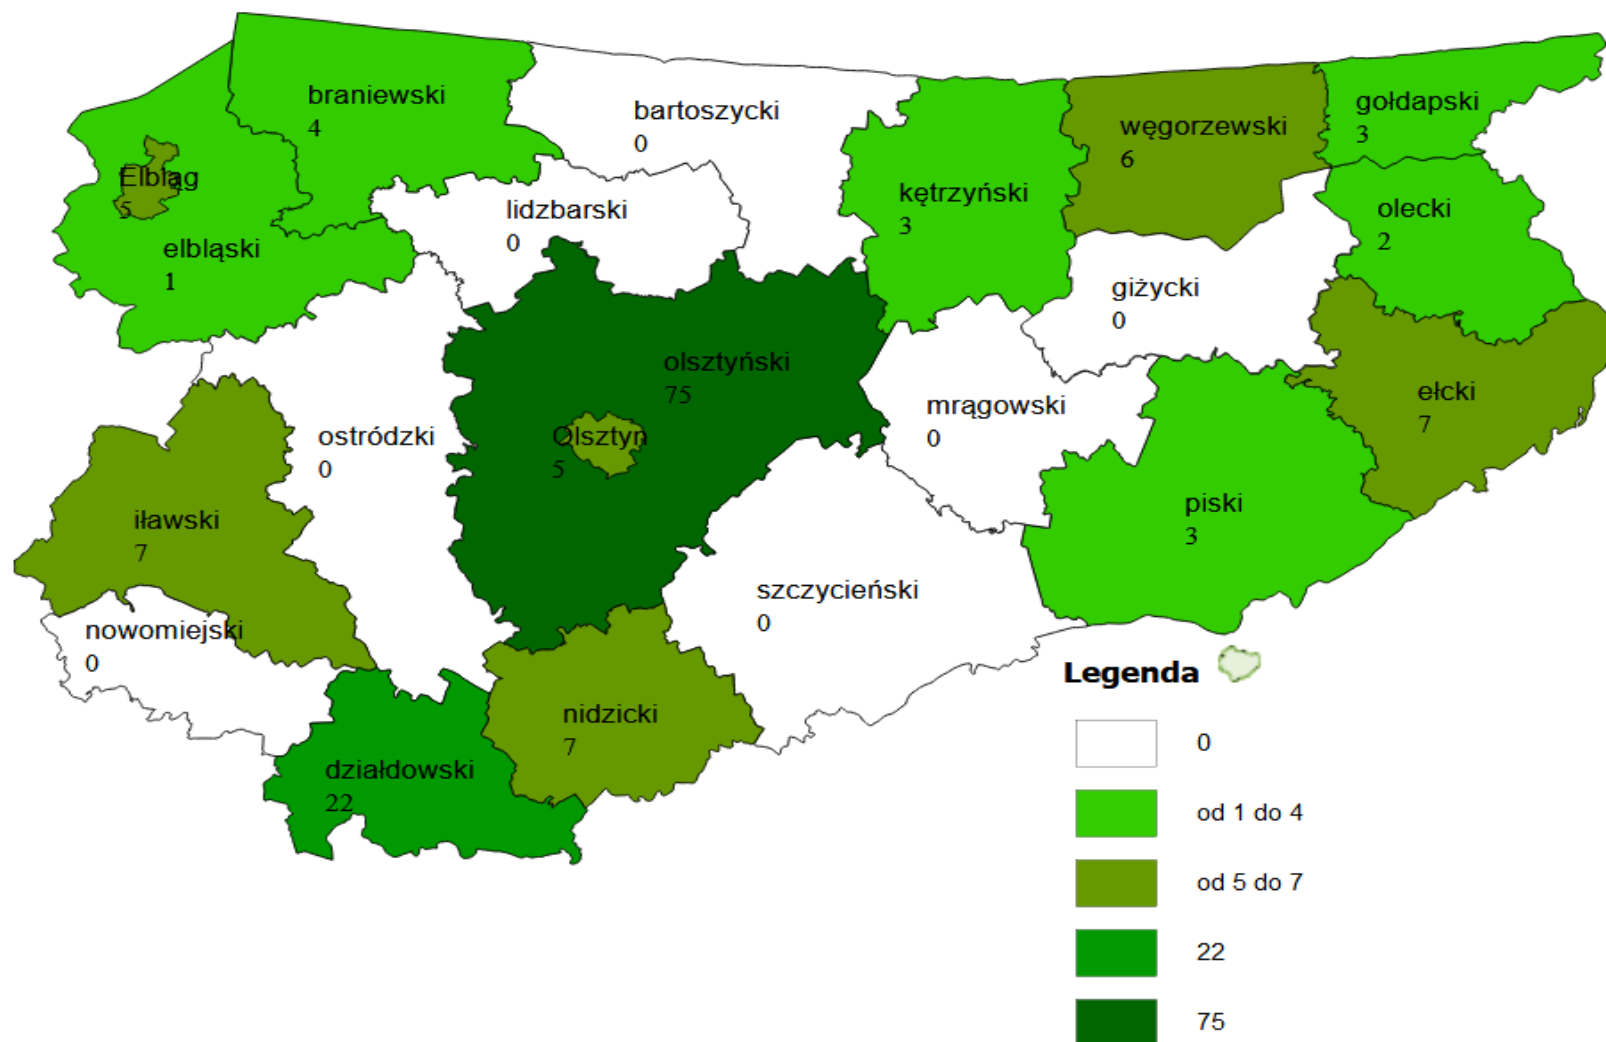 braniewski
4
bartoszycki
0
węgorzewski
6
gołdapski
3
Elbląg
5
lidzbarski
0
kętrzyński
3
olecki
2
elbląski
1
giżycki
0
olsztyński
75
mrągowski
0
ełcki
7
ostródzki
0
Olsztyn
5
iławski
7
piski
3
szczycieński
0
nowomiejski
0
nidzicki
7
działdowski
22
Legenda
0
od 1 do 4
od 5 do 7
22
75